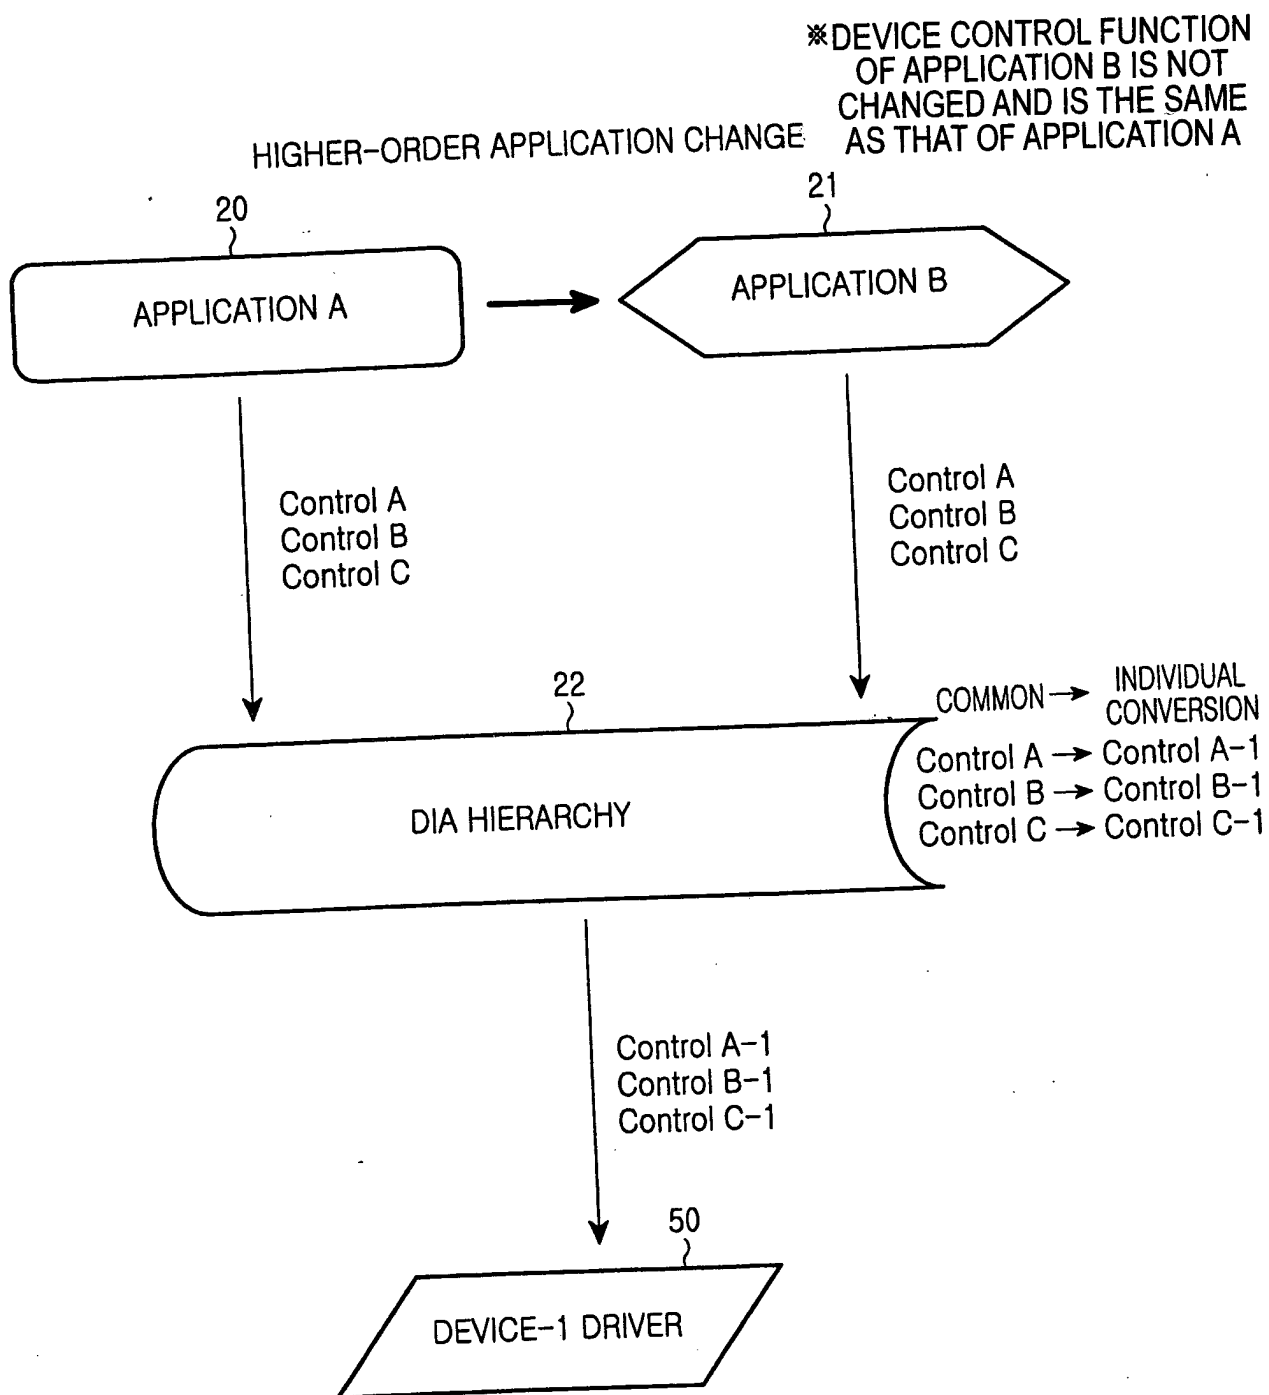 ※DEVICE CONTROL FUNCTION
OF APPLICATION B IS NOT
CHANGED AND IS THE SAME
AS THAT OF APPLICATION A
HIGHER-ORDER APPLICATION CHANGE
20
21
APPLICATION A
APPLICATION B
Control A
Control B
Control C
Control A
Control B
Control C
22
COMMON → INDIVIDUAL
CONVERSION
Control A → Control A-1
Control B → Control B-1
Control C → Control C-1
DIA HIERARCHY
Control A-1
Control B-1
Control C-1
50
DEVICE-1 DRIVER